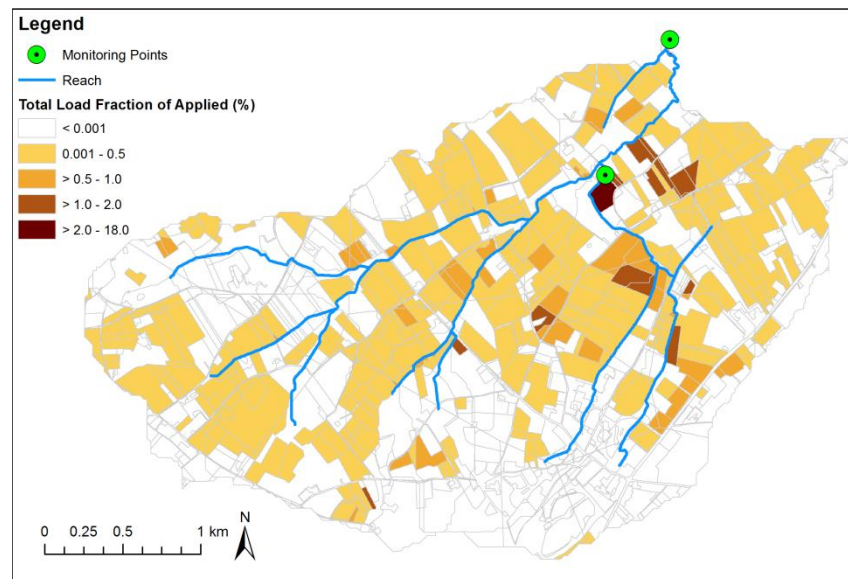 Legend
Monitoring Points
Reach
Total Load Fraction of Applied (%)
< 0.001
0.001 - 0.5
> 0.5 - 1.0
> 1.0 - 2.0
> 2.0 - 18.0
0 0.25 0.5 1 km
N